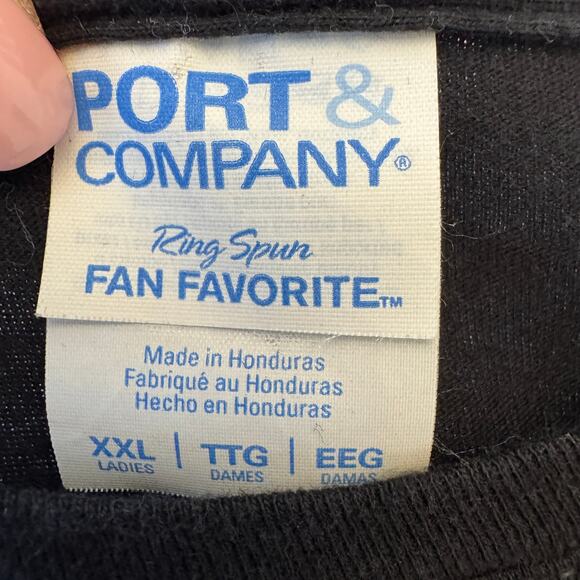 PORT &
COMPANY®
Ring Spun
FAN FAVORITE™
Made in Honduras
Fabriqué au Honduras
Hecho en Honduras
XXL | TTG | EEG
LADIES DAMES DAMAS